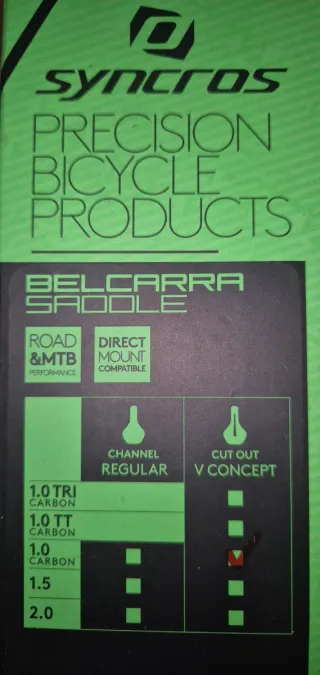 syncros
PRECISION
BICYCLE
PRODUCTS
BELCARRA
SADDLE
ROAD
&MTB
PERFORMANCE
DIRECT
MOUNT
COMPATIBLE
CHANNEL
REGULAR
CUT OUT
V CONCEPT
1.0 TRI
CARBON
1.0 TT
CARBON
1.0
CARBON
1.5
2.0